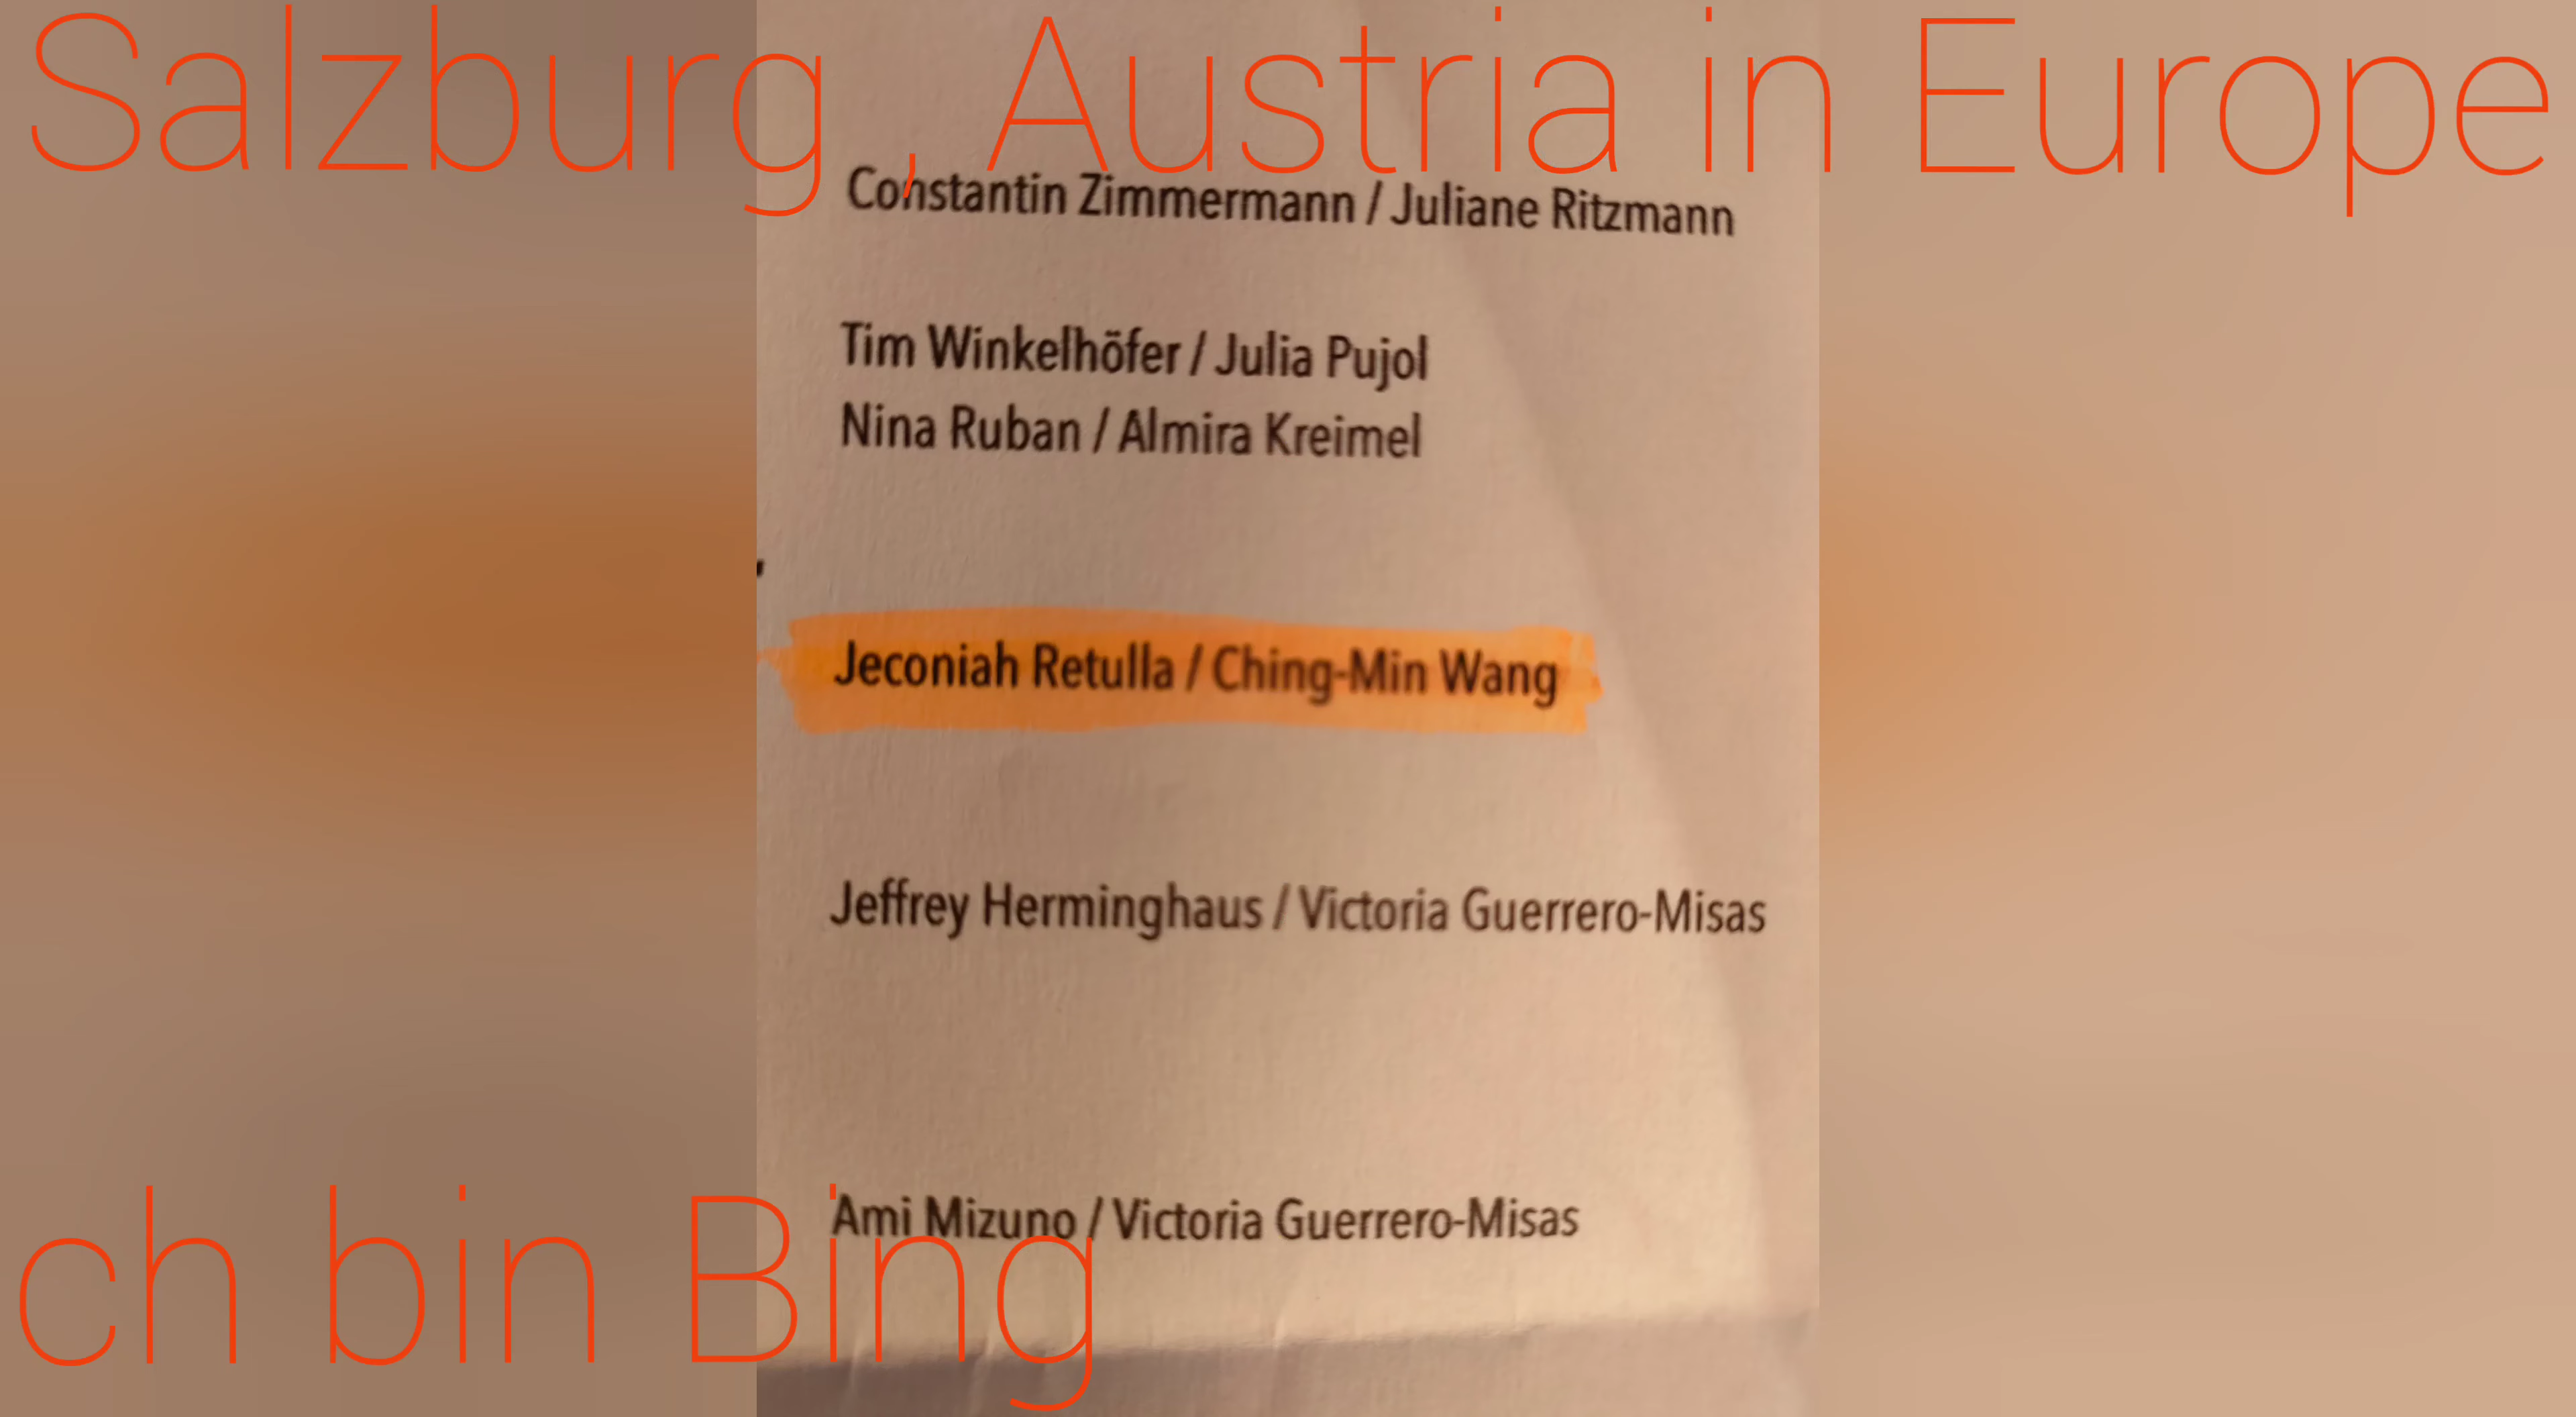 Salzburg , Austria in Europe
Constantin Zimmermann / Juliane Ritzmann
Tim Winkelhöfer / Julia Pujol
Nina Ruban / Almira Kreimel
Jeconiah Retulla / Ching-Min Wang
Jeffrey Herminghaus / Victoria Guerrero-Misas
Ami Mizuno / Victoria Guerrero-Misas
ch bin Bing